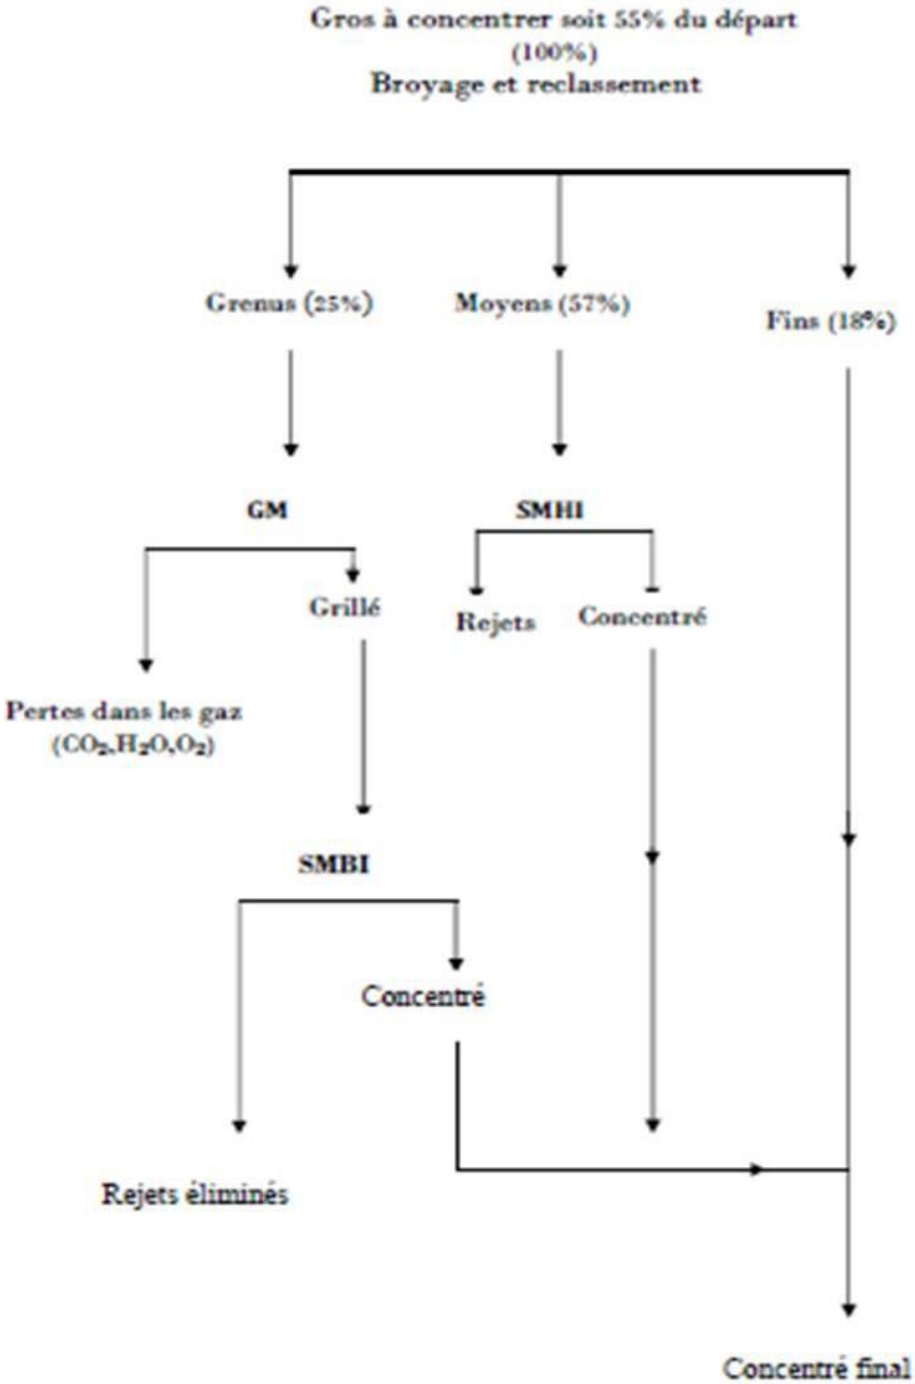 Gros à concentrer soit 55% du départ
(100%)
Broyage et reclassement
Grenus (25%)
Moyens (57%)
Fins (18%)
GM
SMHI
Grillé
Rejets
Concentré
Pertes dans les gaz
(CO₂,H₂O,O₂)
SMBI
Concentré
Rejets éliminés
Concentré final